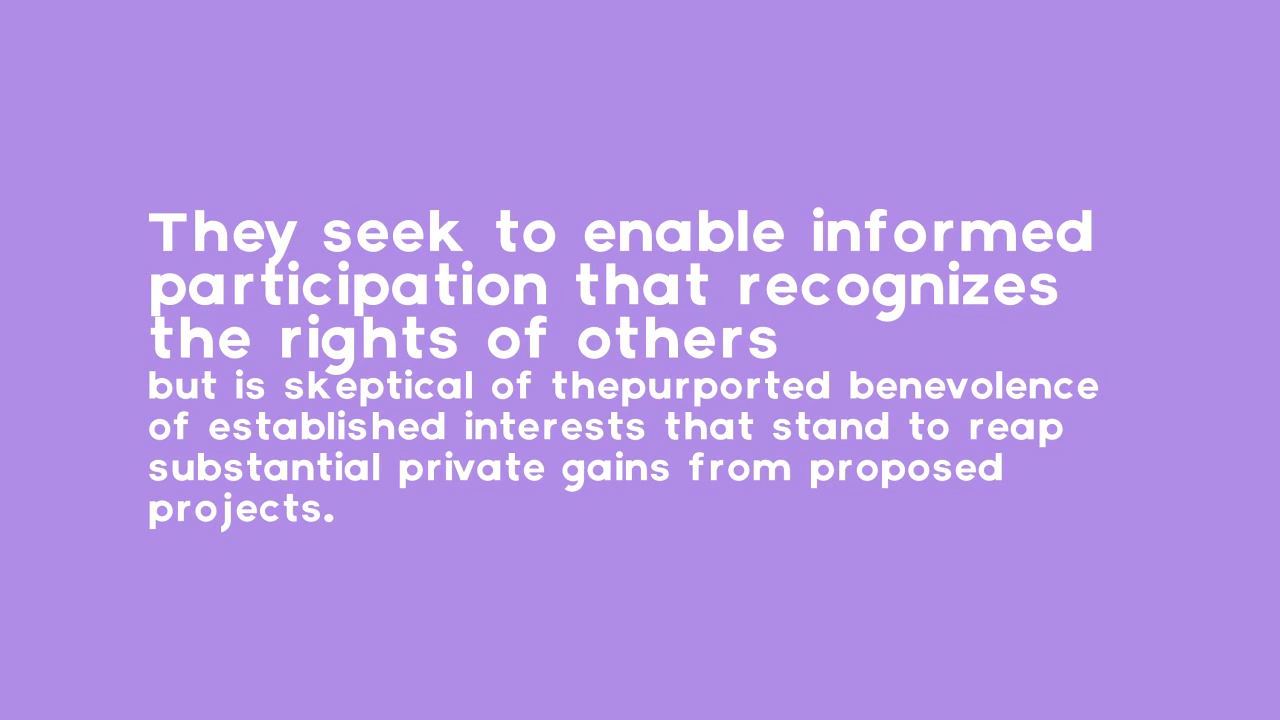 They seek to enable informed
participation that recognizes
the rights of others
but is skeptical of thepurported benevolence
of established interests that stand to reap
substantial private gains from proposed
projects.